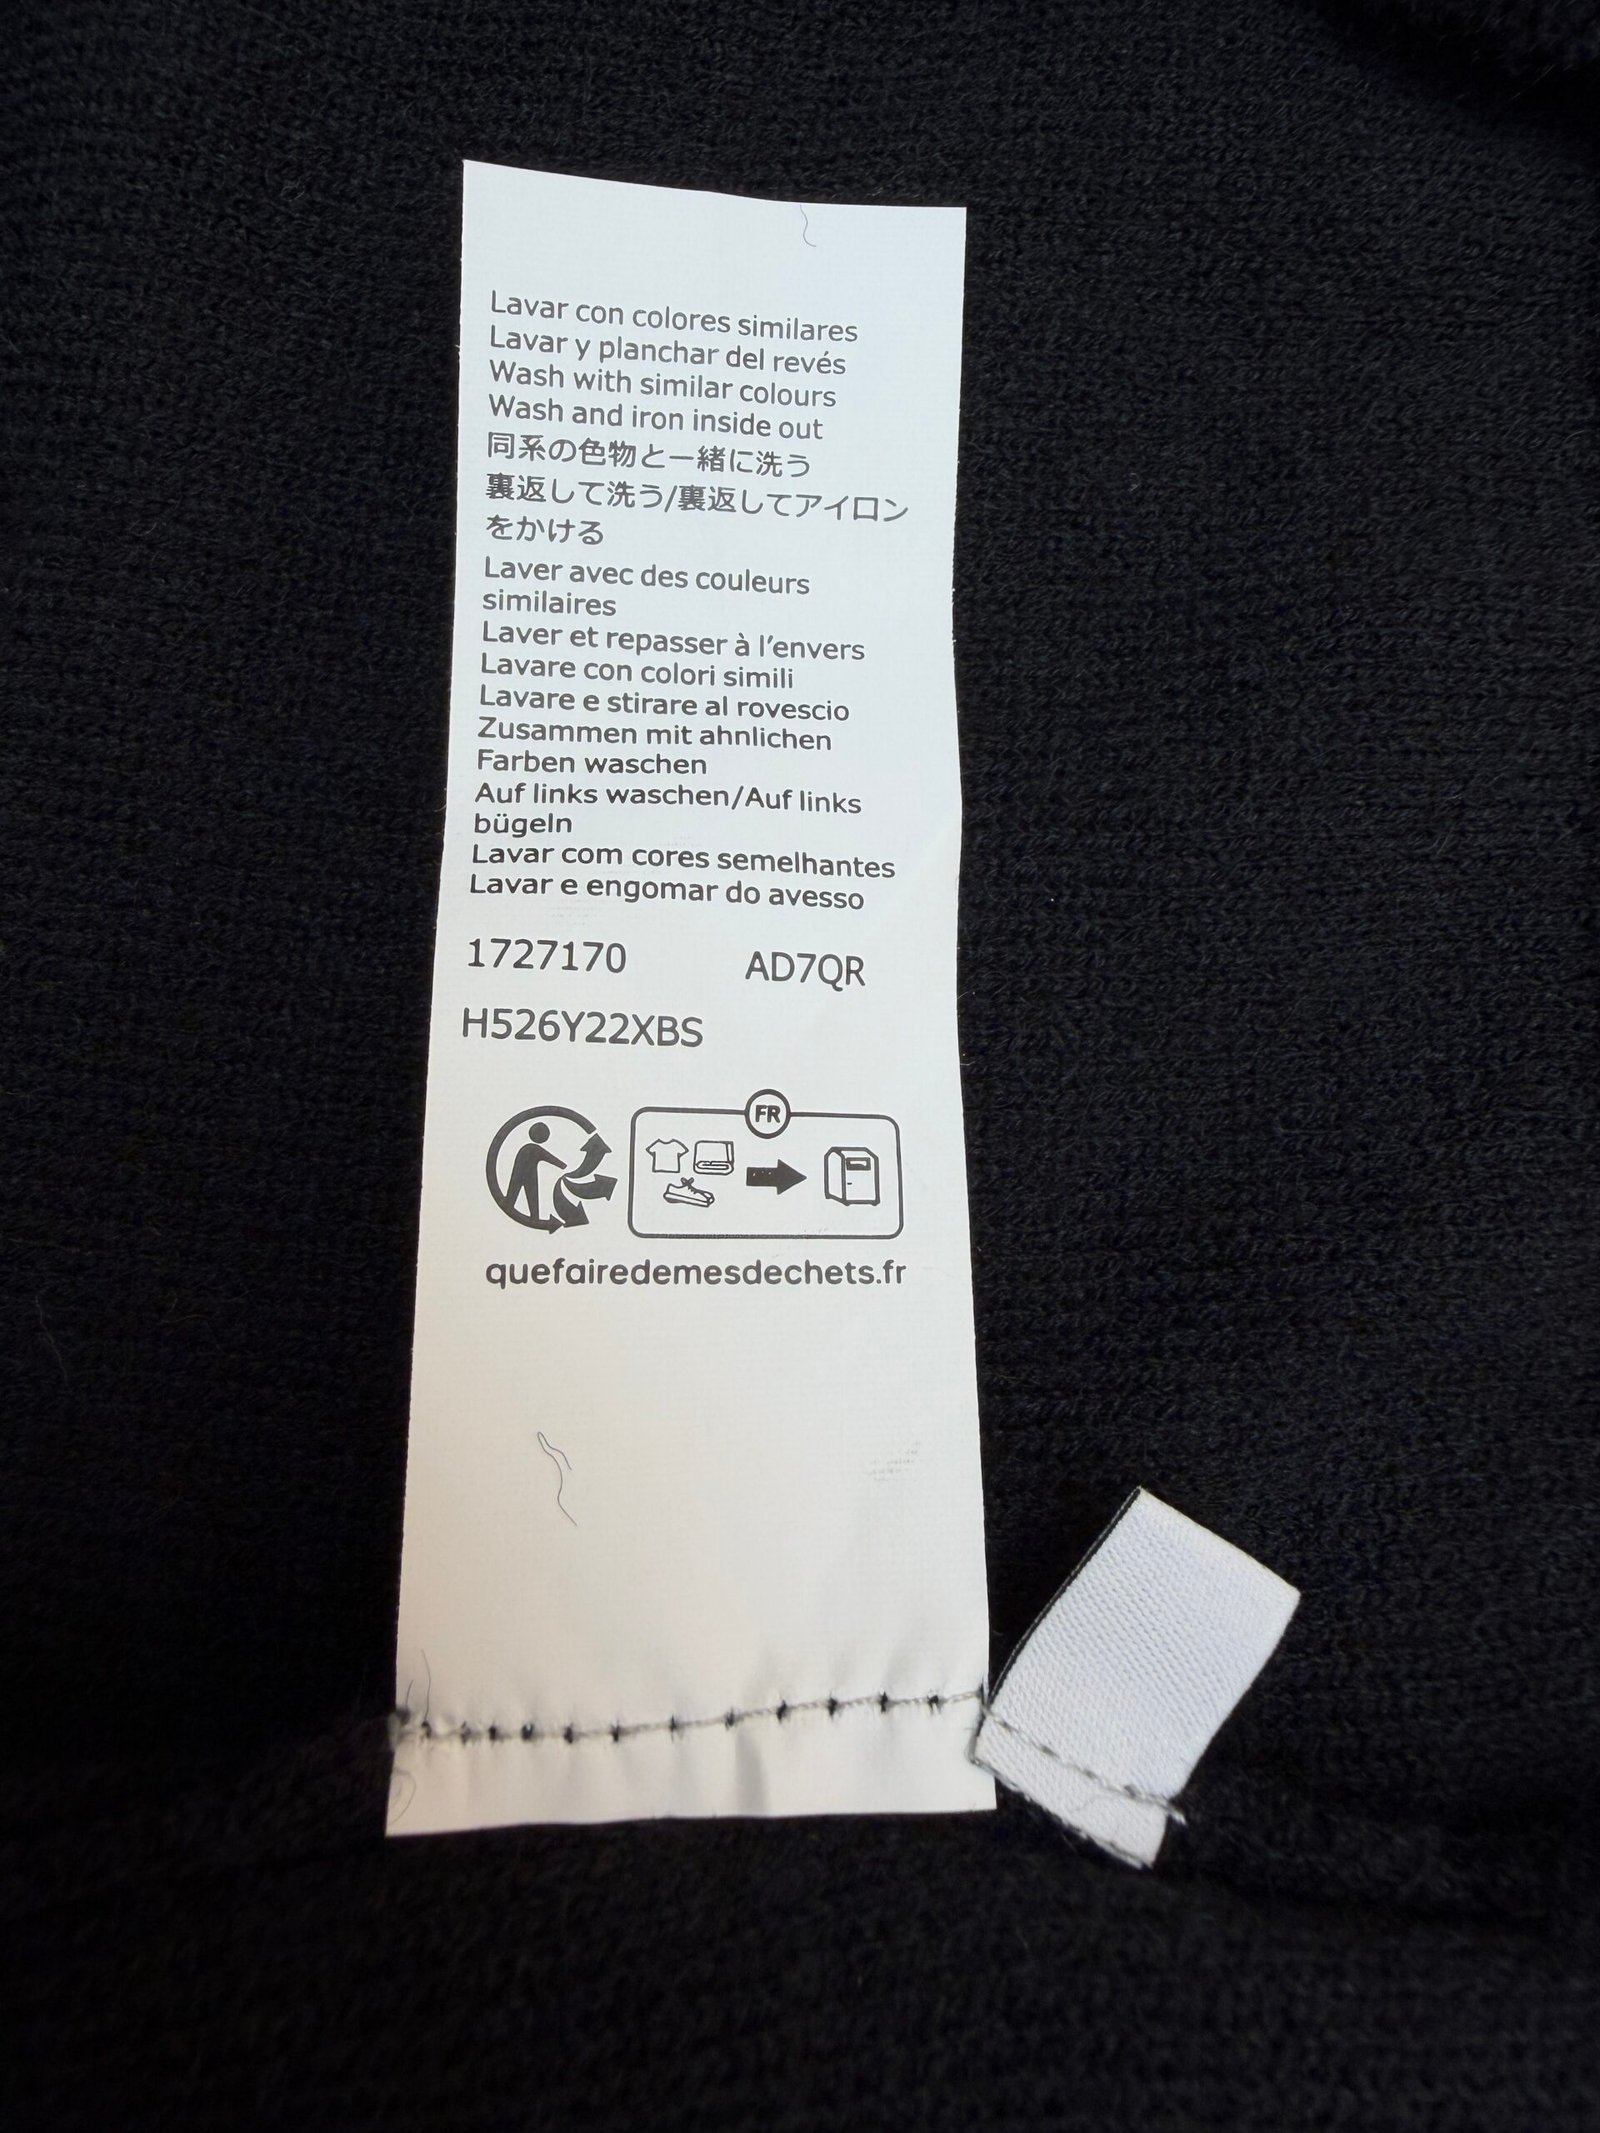 Lavar con colores similares
Lavar y planchar del revés
Wash with similar colours
Wash and iron inside out
同系の色物と一緒に洗う
裏返して洗う/裏返してアイロン
をかける
Laver avec des couleurs
similaires
Laver et repasser à l'envers
Lavare con colori simili
Lavare e stirare al rovescio
Zusammen mit ahnlichen
Farben waschen
Auf links waschen/Auf links
bügeln
Lavar com cores semelhantes
Lavar e engomar do avesso
1727170 AD7QR
H526Y22XBS
FR
quefairedemesdechets.fr